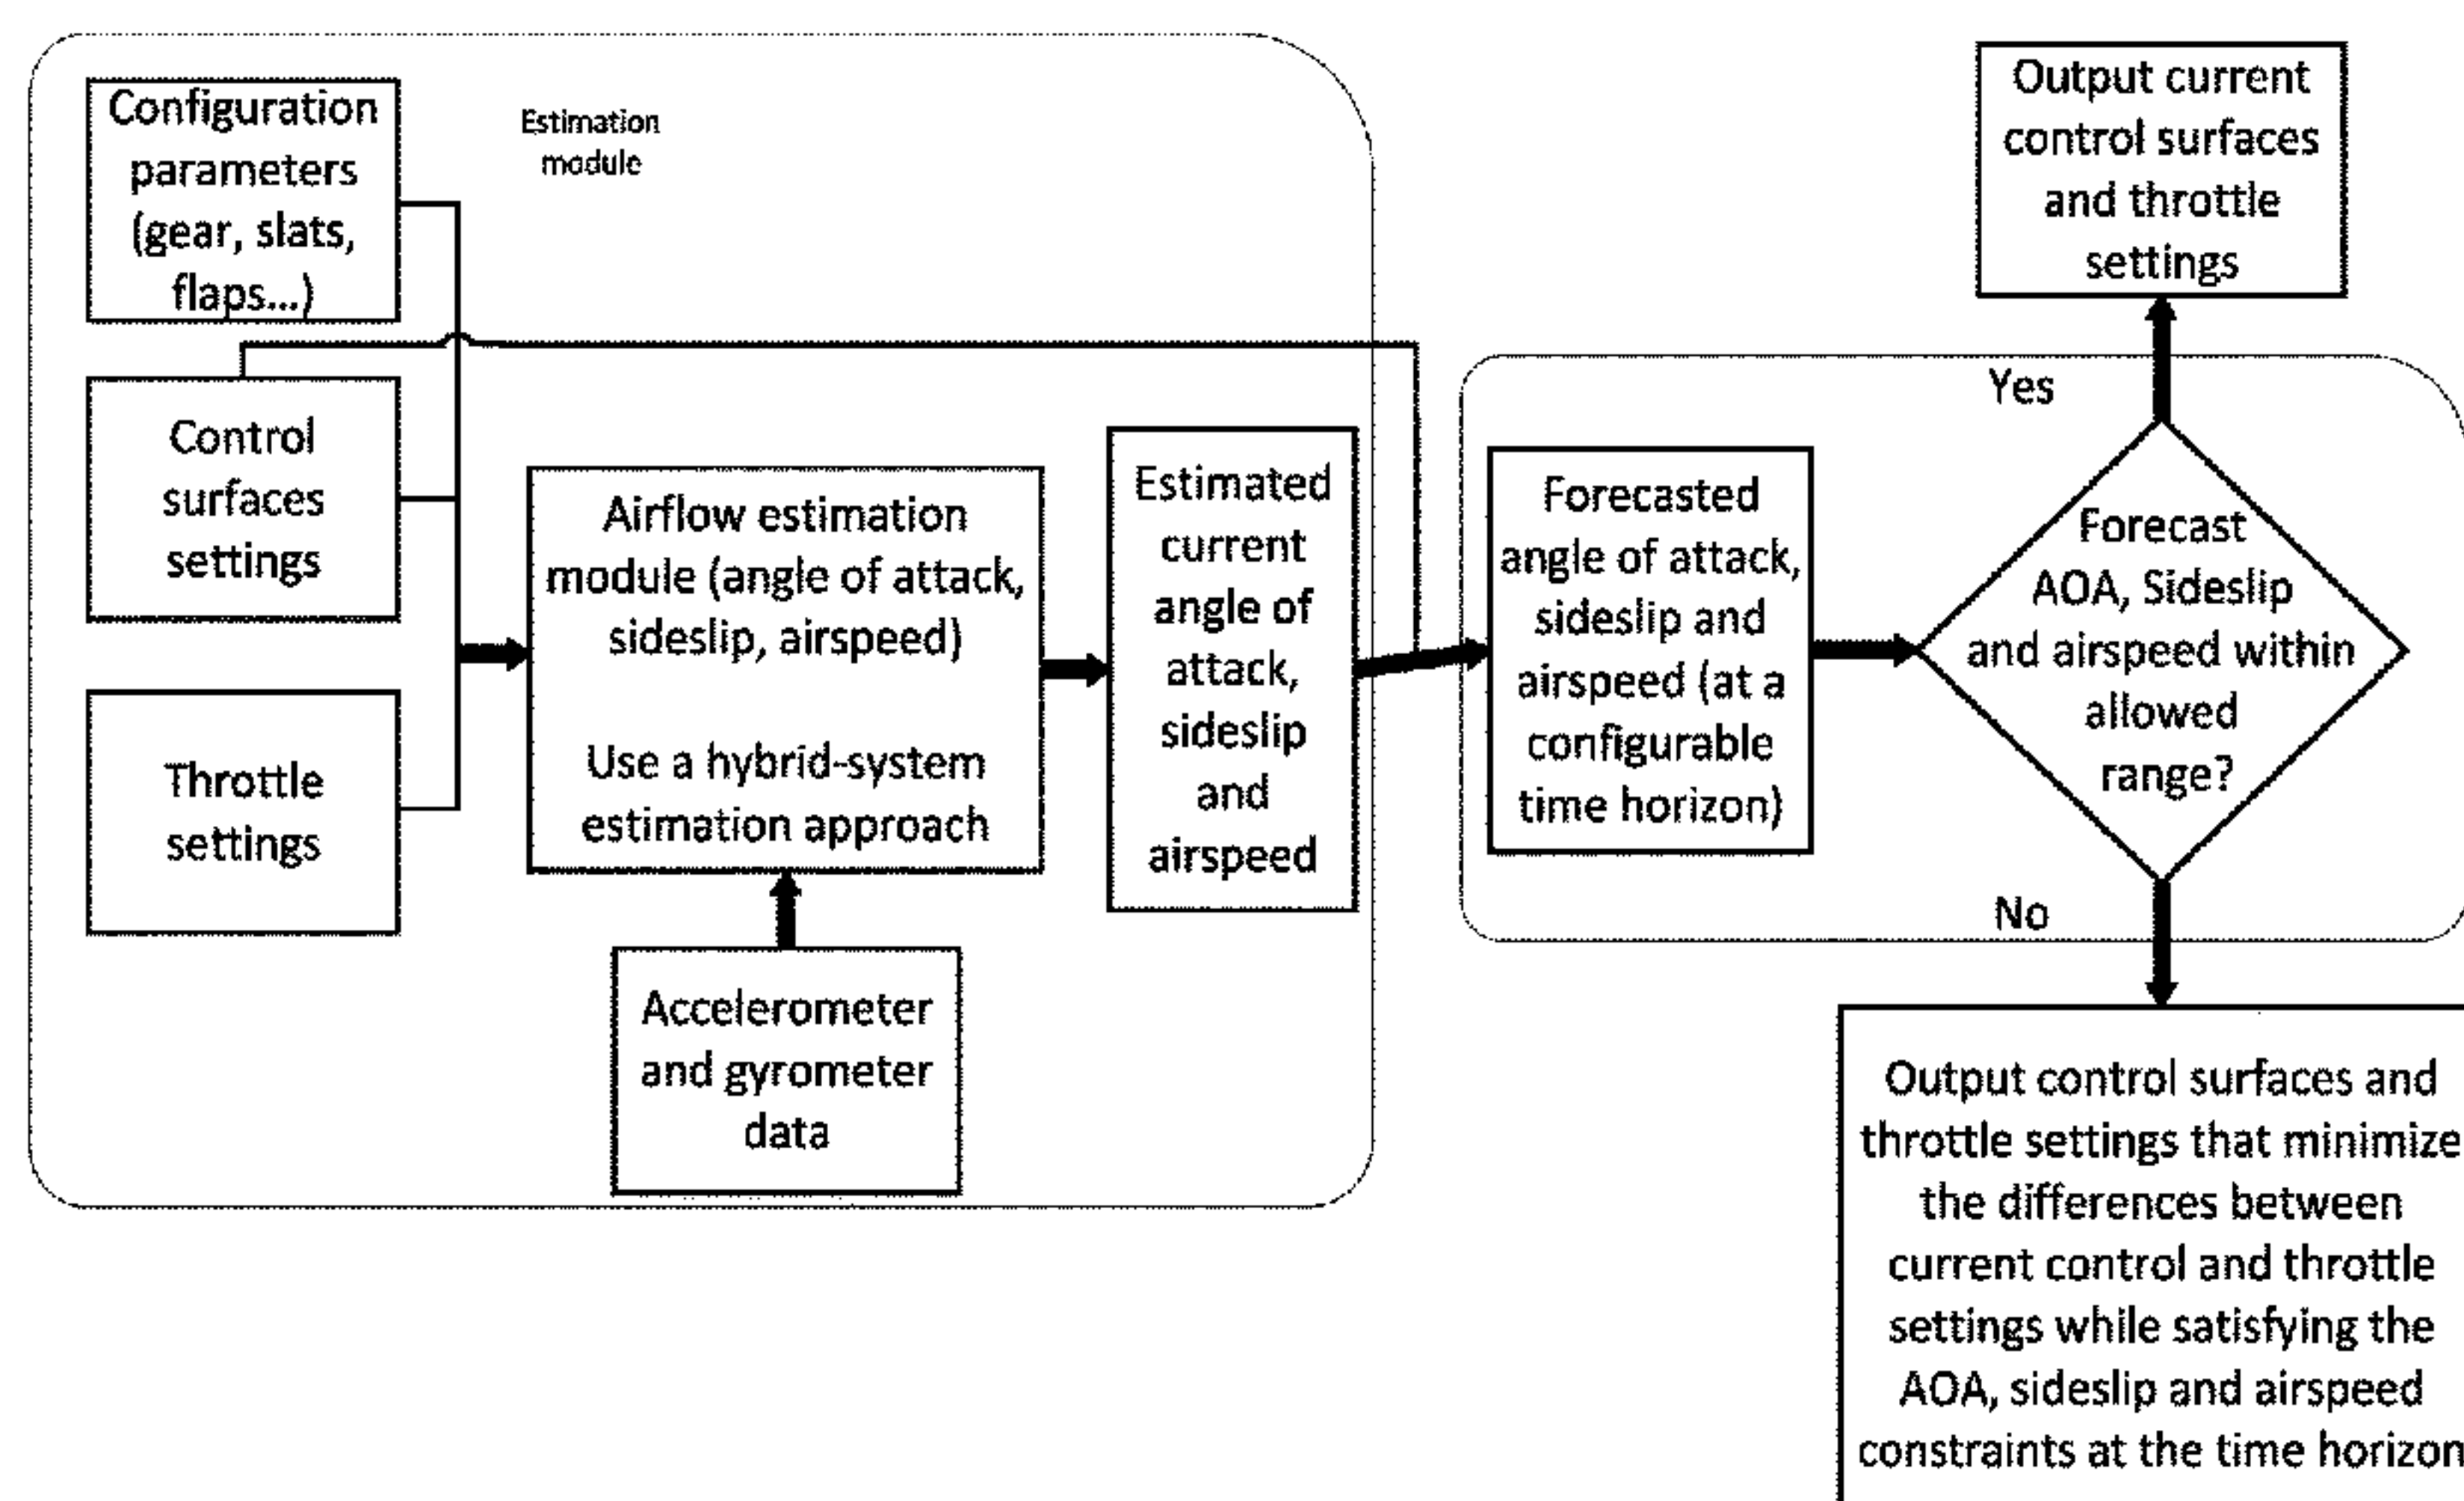 Configuration
parameters
(gear, slats,
flaps...)
Estimation
module
Control
surfaces
settings
Throttle
settings
Airflow estimation
module (angle of attack,
sideslip, airspeed)
Use a hybrid-system
estimation approach
Accelerometer
and gyrometer
data
Estimated
current
angle of
attack,
sideslip
and
airspeed
Forecasted
angle of attack,
sideslip and
airspeed (at a
configurable
time horizon)
Output current
control surfaces
and throttle
settings
Yes
Forecast
AOA, Sideslip
and airspeed within
allowed
range?
No
Output control surfaces and
throttle settings that minimize
the differences between
current control and throttle
settings while satisfying the
AOA, sideslip and airspeed
constraints at the time horizon